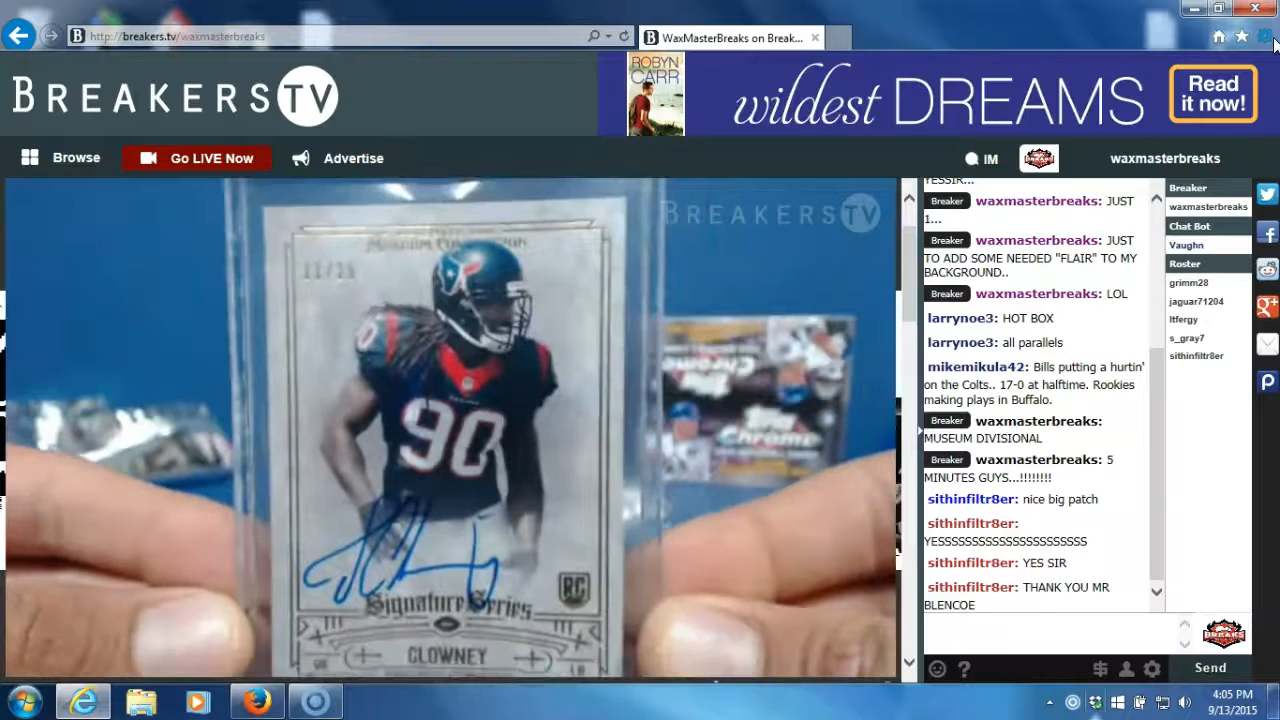 http://breakers.tv/waxmasterbreaks
WaxMasterBreaks on Break...
BREAKERS TV
ROBYN
CARR
wildest DREAMS
Read
it now!
Browse
Go LIVE Now
Advertise
IM
waxmasterbreaks
BREAKERS TV
90
90
RC
Signature Series
CLOWNEY
Topps
Chrome
YESSIR...
Breaker waxmasterbreaks: JUST
1...
Breaker waxmasterbreaks: JUST
TO ADD SOME NEEDED "FLAIR" TO MY
BACKGROUND..
Breaker waxmasterbreaks: LOL
larrynoe3: HOT BOX
larrynoe3: all parallels
mikemikula42: Bills putting a hurtin'
on the Colts.. 17-0 at halftime. Rookies
making plays in Buffalo.
Breaker waxmasterbreaks:
MUSEUM DIVISIONAL
Breaker waxmasterbreaks: 5
MINUTES GUYS...!!!!!!!!
sithinfiltr8er: nice big patch
sithinfiltr8er:
YESSSSSSSSSSSSSSSSSSSSSSS
sithinfiltr8er: YES SIR
sithinfiltr8er: THANK YOU MR
BLENCOE
Send
Breaker
waxmasterbreaks
Chat Bot
Vaughn
Roster
grimm28
jaguar71204
ltfergy
s_gray7
sithinfiltr8er
4:05 PM
9/13/2015